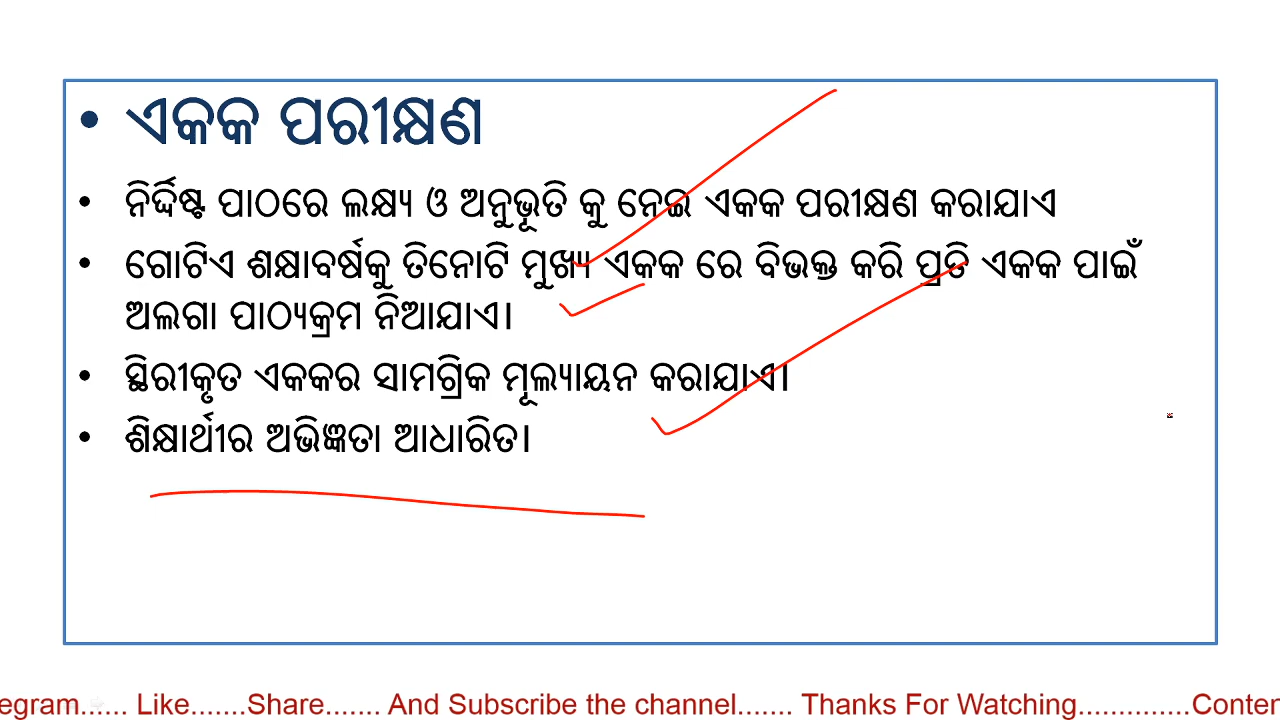 • ଏକକ ପରୀକ୍ଷଣ
• ନିର୍ଦ୍ଦିଷ୍ଟ ପାଠରେ ଲକ୍ଷ୍ୟ ଓ ଅନୁଭୂତି କୁ ନେଇ ଏକକ ପରୀକ୍ଷଣ କରାଯାଏ
• ଗୋଟିଏ ଶକ୍ଷାବର୍ଷକୁ ତିନୋଟି ମୁଖ୍ୟ ଏକକ ରେ ବିଭକ୍ତ କରି ପ୍ରତି ଏକକ ପାଇଁ
ଅଲଗା ପାଠ୍ୟକ୍ରମ ନିଆଯାଏ।
• ସ୍ଥିରୀକୃତ ଏକକର ସାମଗ୍ରିକ ମୂଲ୍ୟାୟନ କରାଯାଏ।
• ଶିକ୍ଷାର୍ଥୀର ଅଭିଜ୍ଞତା ଆଧାରିତ।
egram...... Like.......Share....... And Subscribe the channel....... Thanks For Watching..............Conten